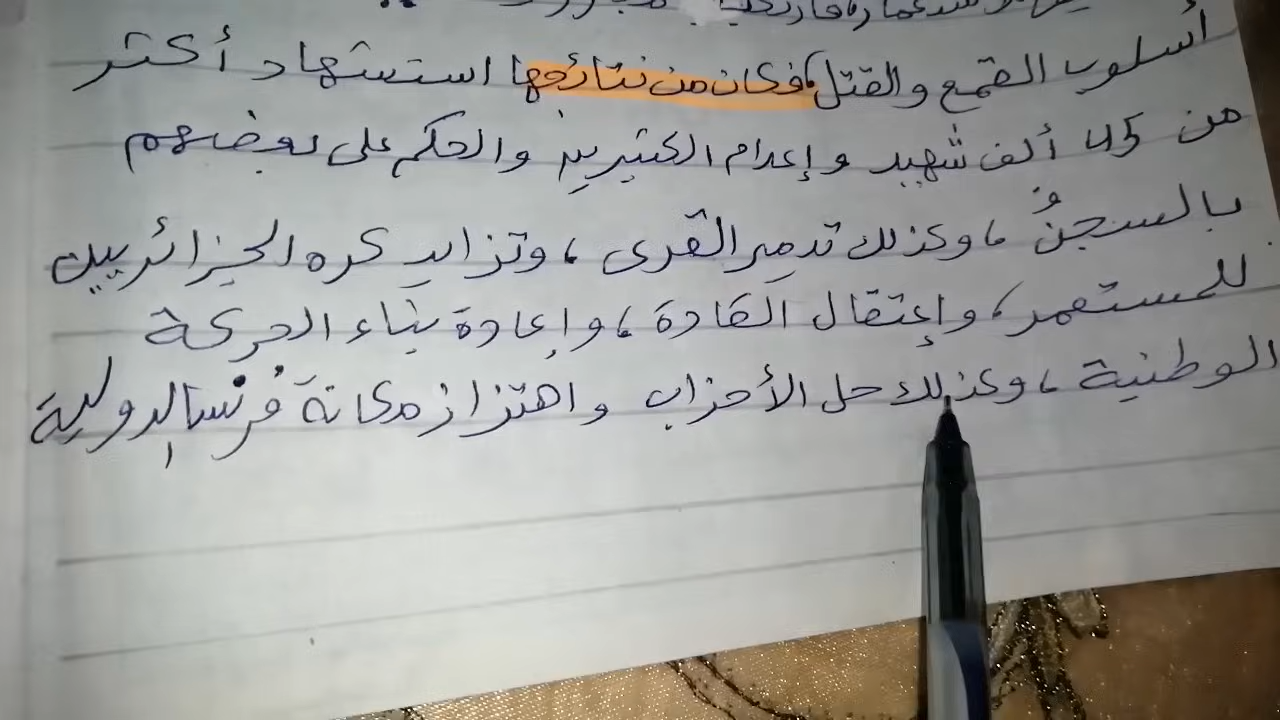 أسلوب القمع والقتل، فكان من نتائجها استشهاد أكثر
من 45 ألف شهيد وإعدام الكثيرين والحكم على بعضهم
بالسجنُ، وكذلك تدمير القرى، وتزايد كره الجزائريين
للمستعمر، وإعتقال القادة، وإعادة بناء الحركة
الوطنية، وكذلك حل الأحزاب واهتزاز مكانة فرنسا الدولية